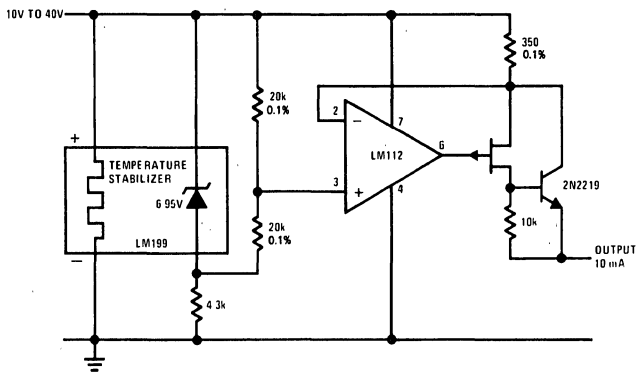 10V TO 40V
350
0.1%
20k
0.1%
2
7
+
TEMPERATURE
STABILIZER
LM112
6
6 95V
3
4
2N2219
LM199
20k
0.1%
10k
OUTPUT
10 mA
4 3k